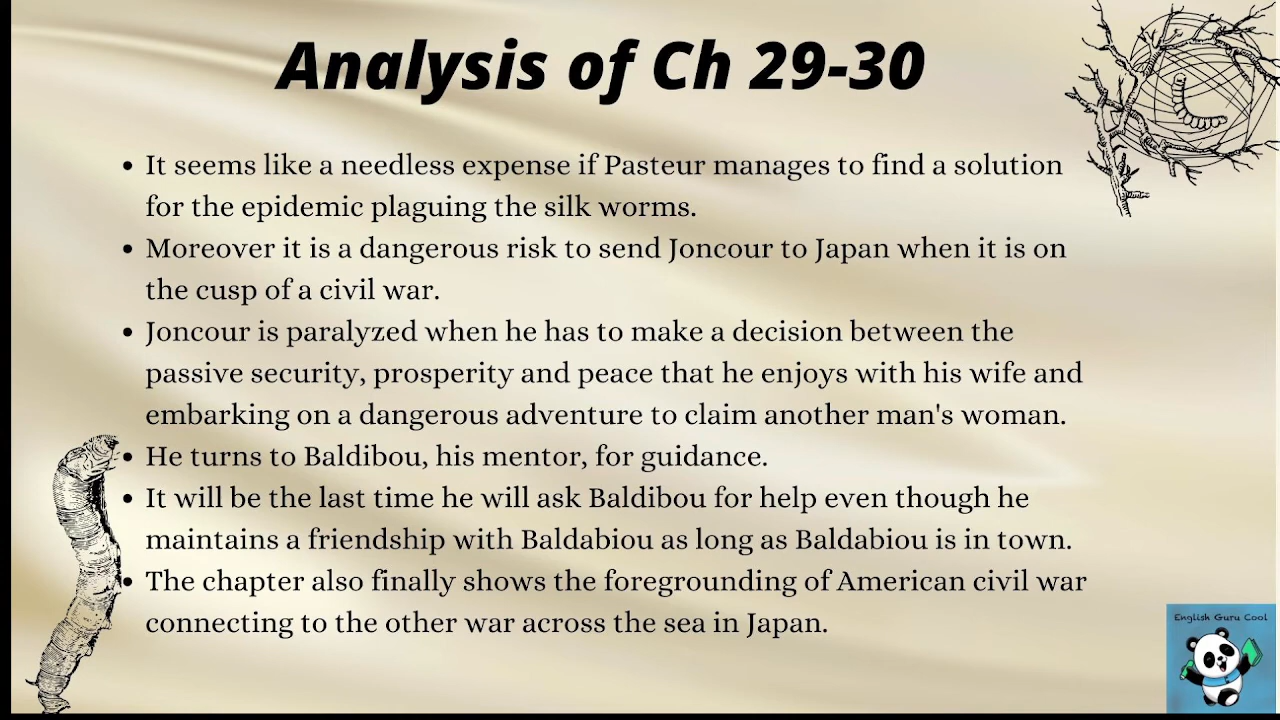 Analysis of Ch 29-30
• It seems like a needless expense if Pasteur manages to find a solution
for the epidemic plaguing the silk worms.
• Moreover it is a dangerous risk to send Joncour to Japan when it is on
the cusp of a civil war.
• Joncour is paralyzed when he has to make a decision between the
passive security, prosperity and peace that he enjoys with his wife and
embarking on a dangerous adventure to claim another man's woman.
• He turns to Baldibou, his mentor, for guidance.
• It will be the last time he will ask Baldibou for help even though he
maintains a friendship with Baldabiou as long as Baldabiou is in town.
• The chapter also finally shows the foregrounding of American civil war
connecting to the other war across the sea in Japan.
English Guru Cool